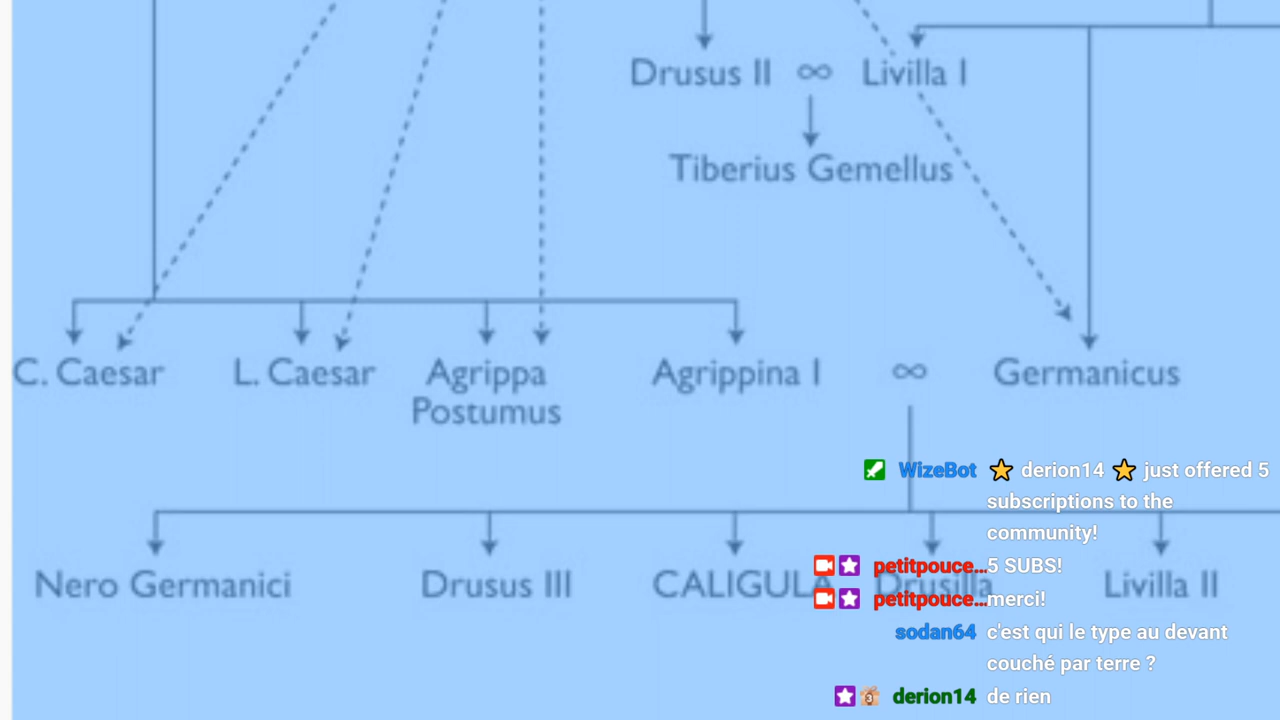 Drusus II ∞ Livilla I
Tiberius Gemellus
C. Caesar L. Caesar Agrippa Agrippina I ∞ Germanicus
Postumus
WizeBot ⭐ derion14 ⭐ just offered 5
subscriptions to the
community!
petitpouce... 5 SUBS!
Nero Germanici Drusus III CALIGULA Drusilla Livilla II
petitpouce... merci!
sodan64 c'est qui le type au devant
couché par terre ?
derion14 de rien